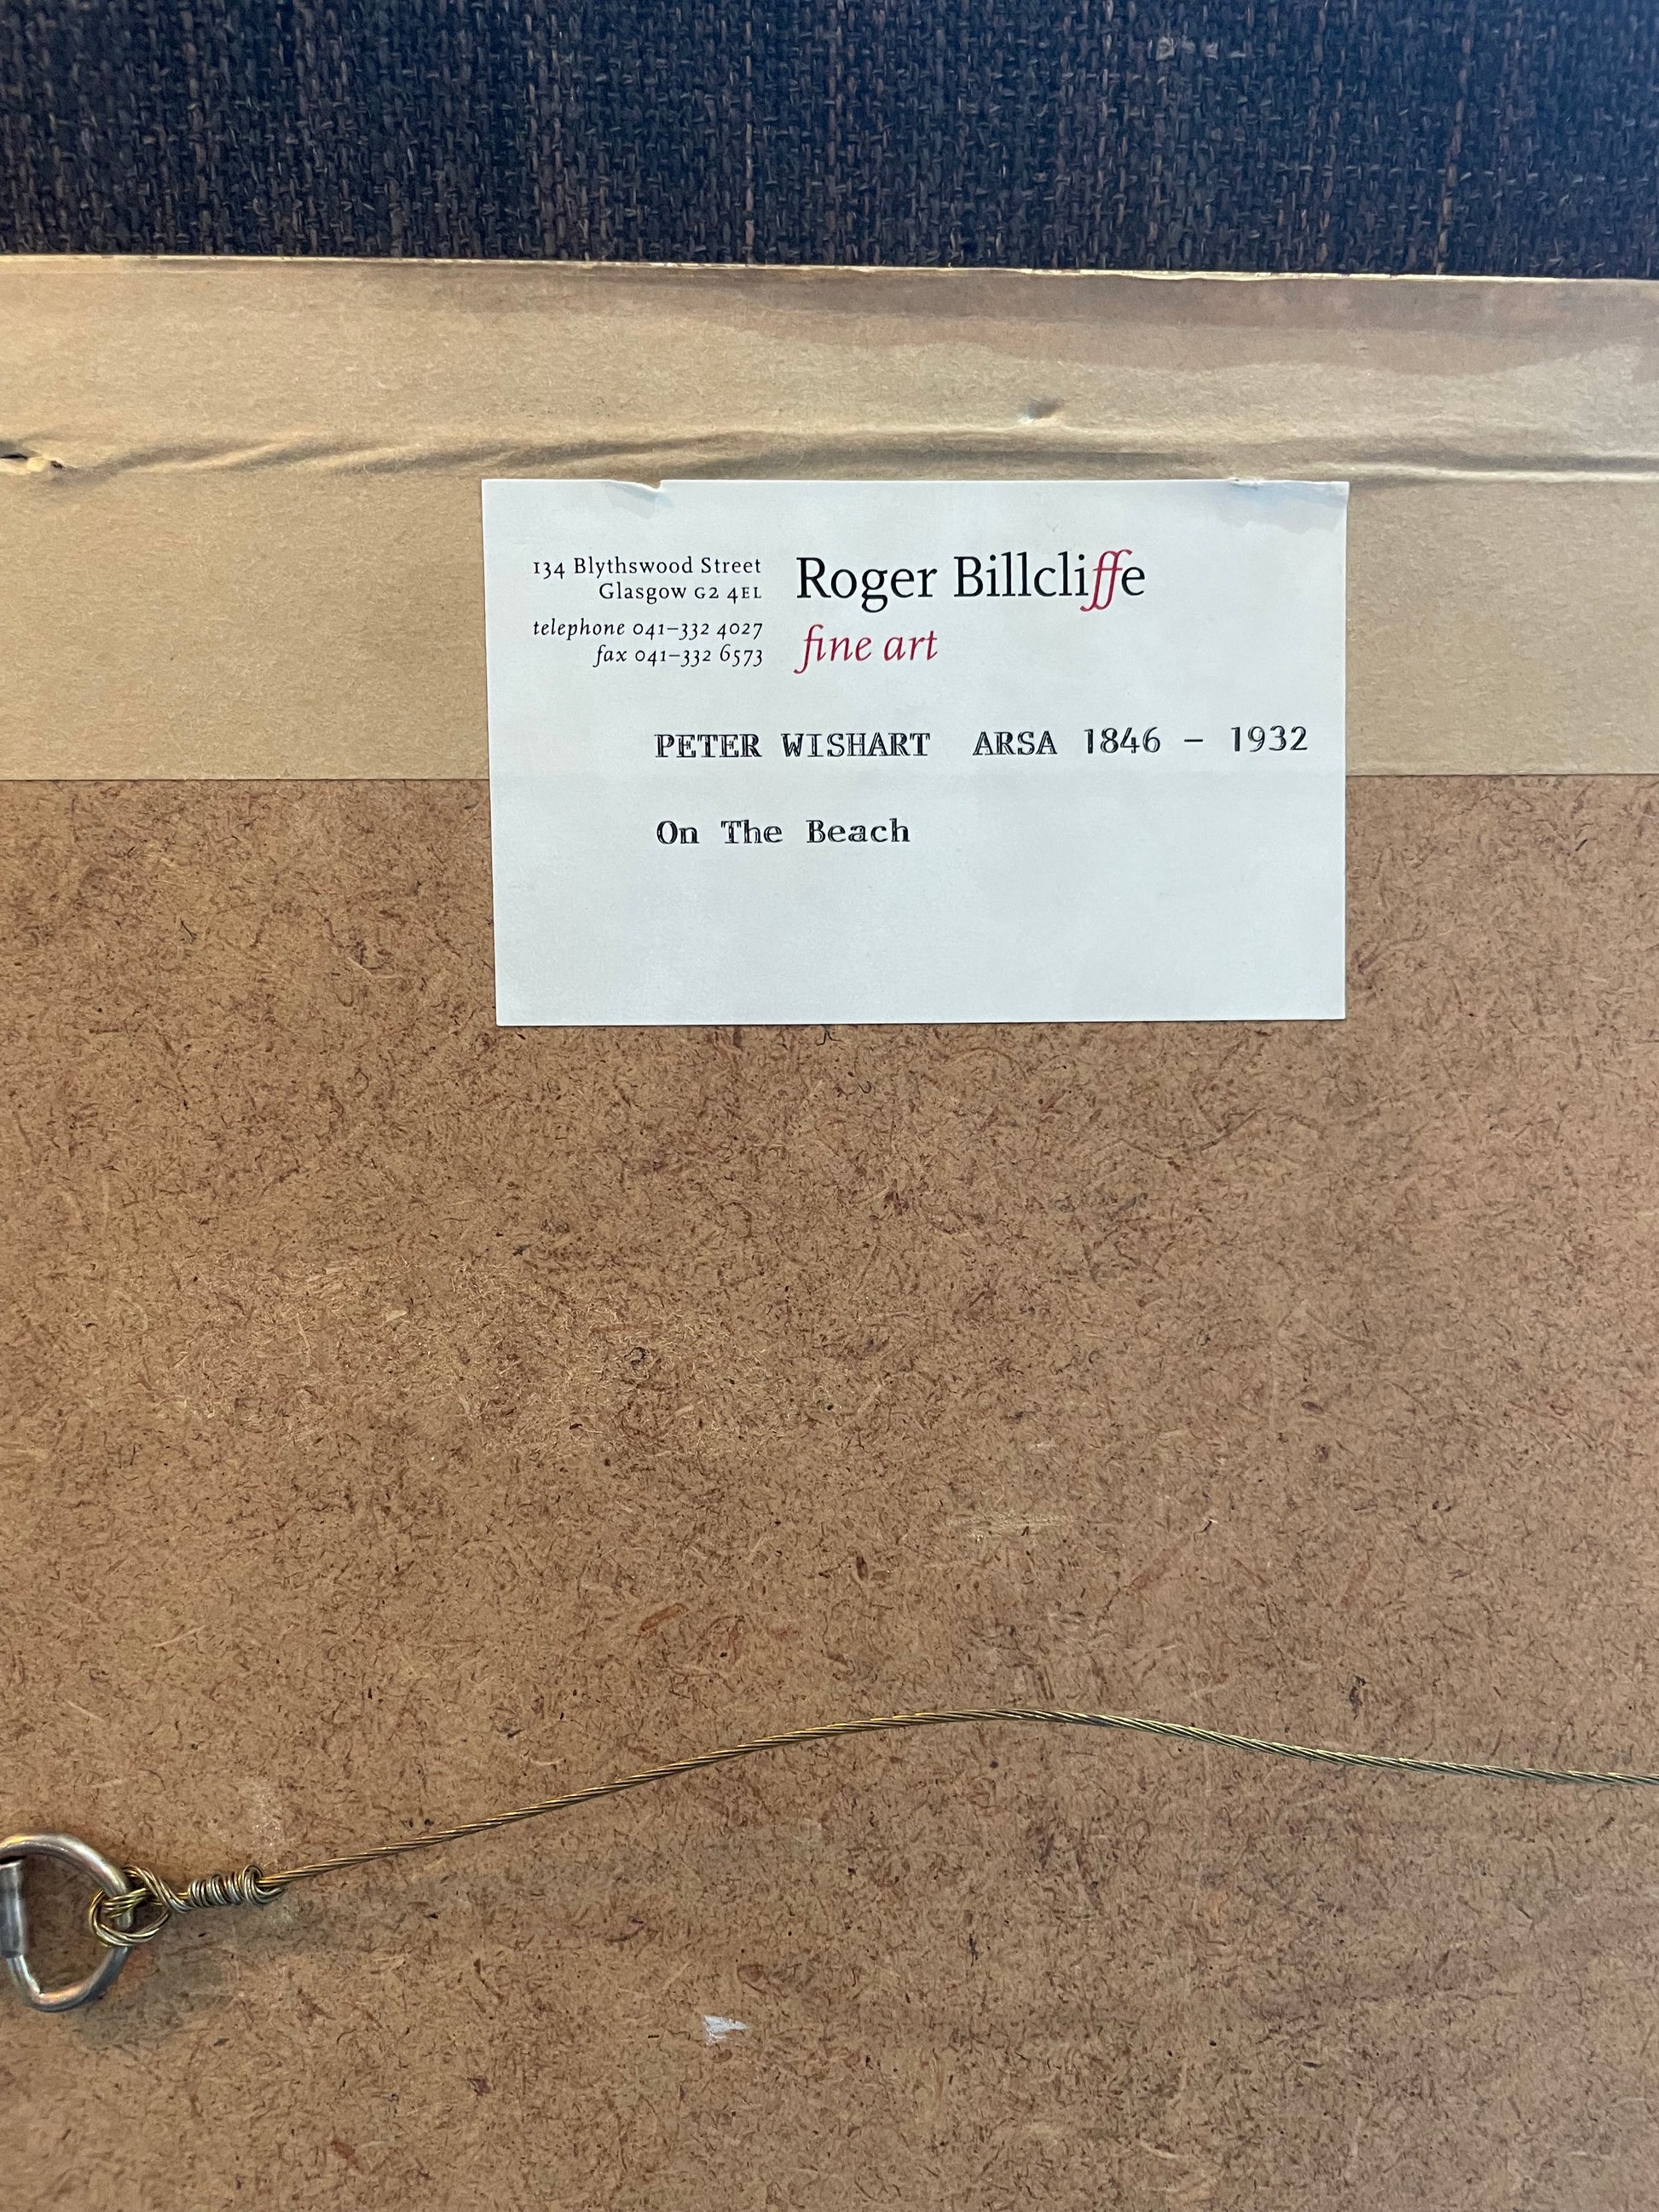 134 Blythswood Street
Glasgow G2 4EL
telephone 041–332 4027
fax 041–332 6573
Roger Billcliffe
fine art
PETER WISHART ARSA 1846 – 1932
On The Beach